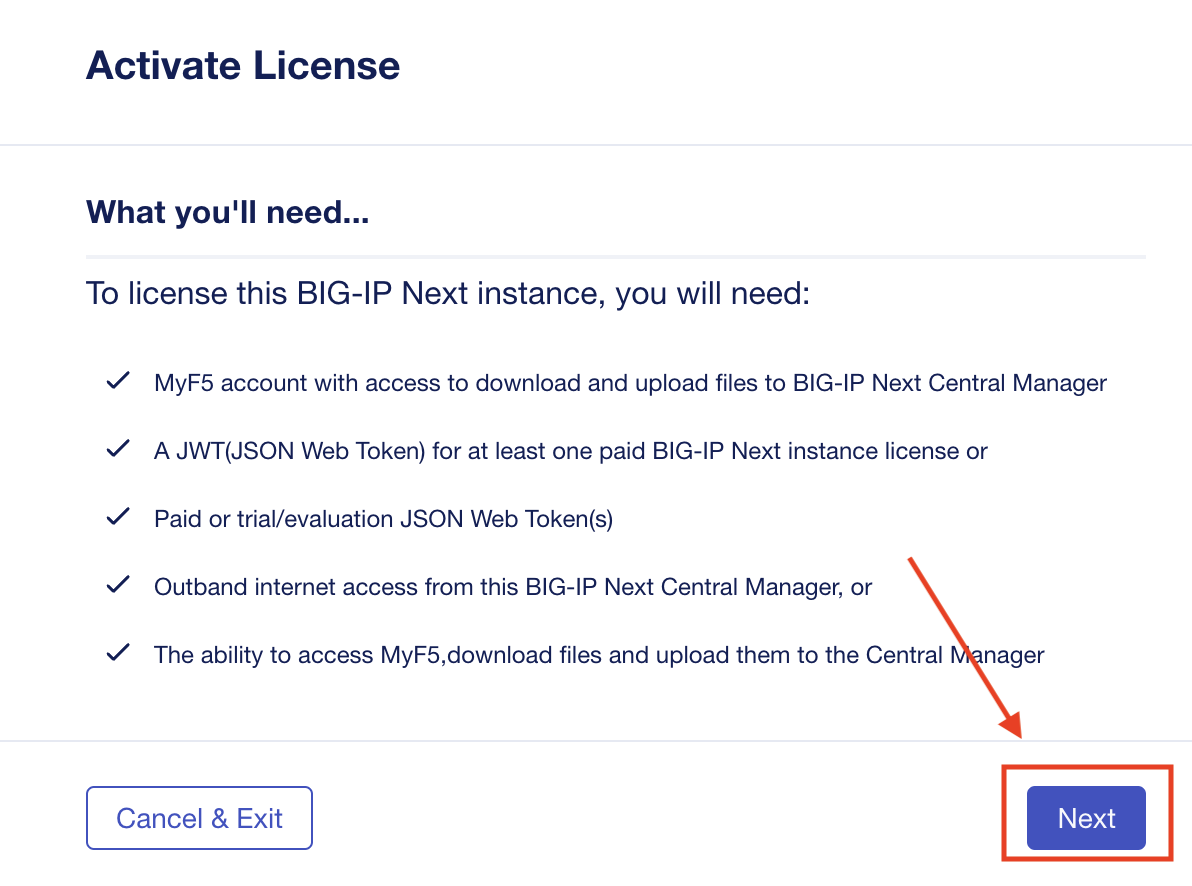 Activate License
What you'll need...
To license this BIG-IP Next instance, you will need:
MyF5 account with access to download and upload files to BIG-IP Next Central Manager
A JWT(JSON Web Token) for at least one paid BIG-IP Next instance license or
Paid or trial/evaluation JSON Web Token(s)
Outband internet access from this BIG-IP Next Central Manager, or
The ability to access MyF5,download files and upload them to the Central Manager
Cancel & Exit
Next